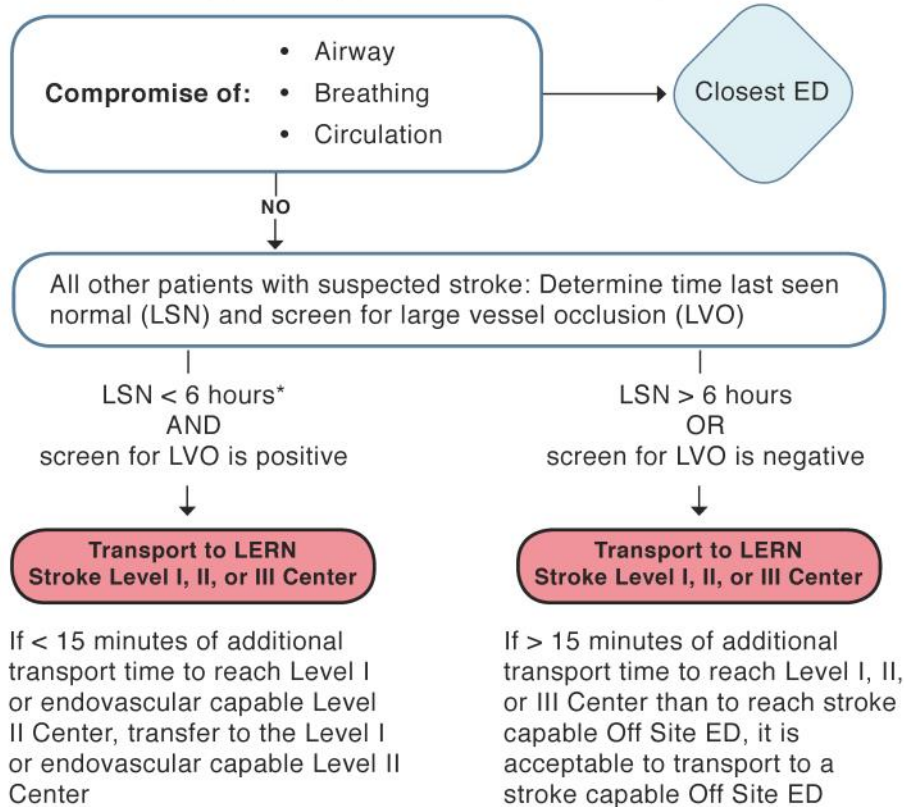 Compromise of:
• Airway
• Breathing
• Circulation
Closest ED
NO
All other patients with suspected stroke: Determine time last seen
normal (LSN) and screen for large vessel occlusion (LVO)
LSN < 6 hours*
AND
screen for LVO is positive
LSN > 6 hours
OR
screen for LVO is negative
Transport to LERN
Stroke Level I, II, or III Center
Transport to LERN
Stroke Level I, II, or III Center
If < 15 minutes of additional
transport time to reach Level I
or endovascular capable Level
II Center, transfer to the Level I
or endovascular capable Level II
Center
If > 15 minutes of additional
transport time to reach Level I, II,
or III Center than to reach stroke
capable Off Site ED, it is
acceptable to transport to a
stroke capable Off Site ED